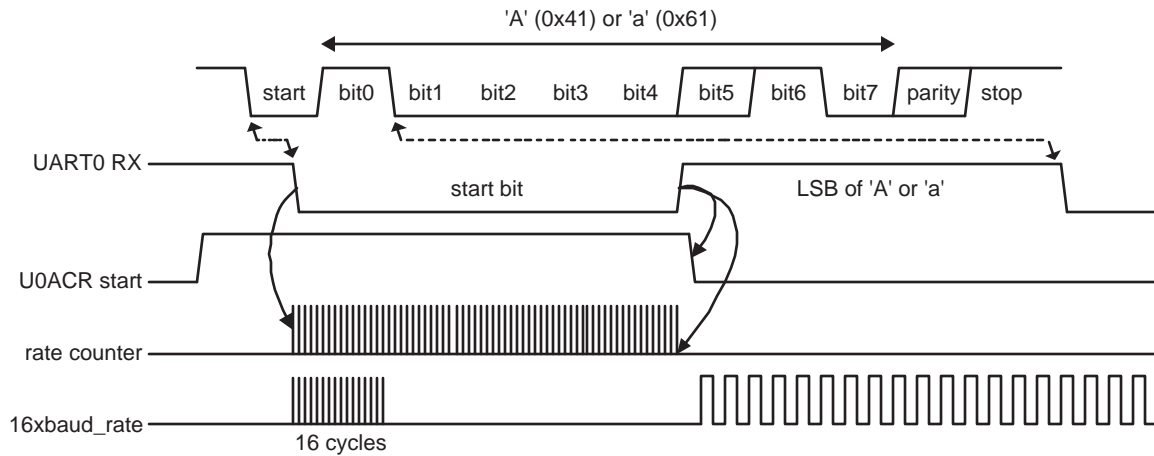 'A' (0x41) or 'a' (0x61)
start bit0 bit1 bit2 bit3 bit4 bit5 bit6 bit7 parity stop
UART0 RX
start bit LSB of 'A' or 'a'
U0ACR start
rate counter
16xbaud_rate
16 cycles